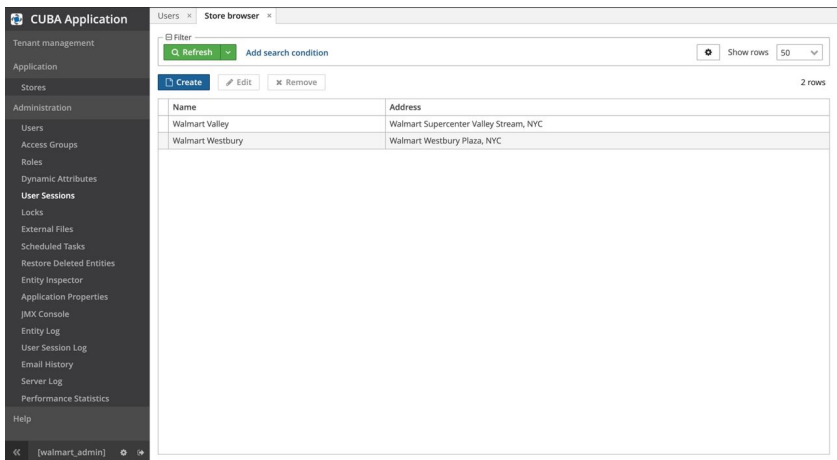 CUBA Application
Tenant management
Application
Stores
Administration
Users
Access Groups
Roles
Dynamic Attributes
User Sessions
Locks
External Files
Scheduled Tasks
Restore Deleted Entities
Entity Inspector
Application Properties
JMX Console
Entity Log
User Session Log
Email History
Server Log
Performance Statistics
Help
[walmart_admin]
Users × Store browser ×
Filter
Refresh Add search condition Show rows 50
Create Edit Remove 2 rows
Name Address
Walmart Valley Walmart Supercenter Valley Stream, NYC
Walmart Westbury Walmart Westbury Plaza, NYC